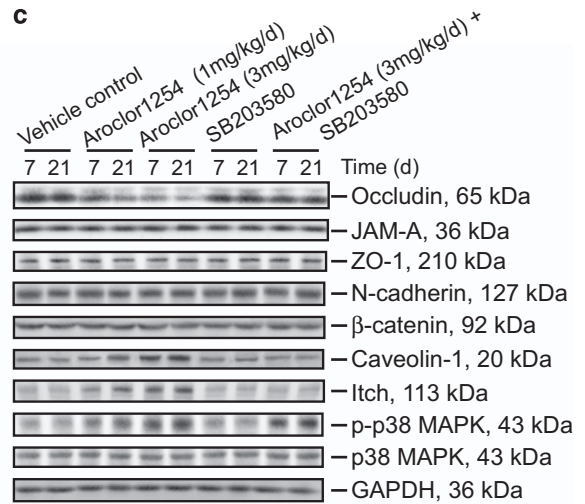 c
Vehicle control
Aroclor1254 (1mg/kg/d)
Aroclor1254 (3mg/kg/d)
SB203580
Aroclor1254 (3mg/kg/d) +
SB203580
7 21 7 21 7 21 7 21 7 21 Time (d)
Occludin, 65 kDa
JAM-A, 36 kDa
ZO-1, 210 kDa
N-cadherin, 127 kDa
β-catenin, 92 kDa
Caveolin-1, 20 kDa
Itch, 113 kDa
p-p38 MAPK, 43 kDa
p38 MAPK, 43 kDa
GAPDH, 36 kDa